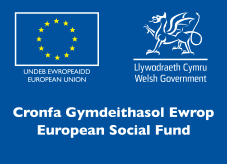 UNDEB EWROPEAIDD
EUROPEAN UNION
Llywodraeth Cymru
Welsh Government
Cronfa Gymdeithasol Ewrop
European Social Fund